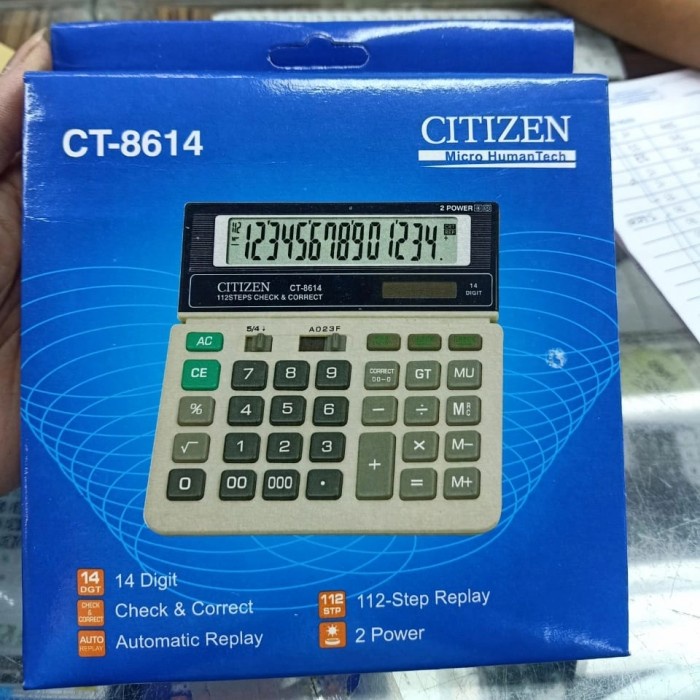 CT-8614
CITIZEN
Micro HumanTech
2 POWER
12345678901234.
CITIZEN CT-8614
112STEPS CHECK & CORRECT
14
DIGIT
5/4↓
A023F
AC
CE 7 8 9 CORRECT 00→0 GT MU
% 4 5 6 − ÷ M
√ 1 2 3 + × M−
0 00 000 . = M+
14
DGT
14 Digit
CHECK
&
CORRECT
Check & Correct
AUTO
REPLAY
Automatic Replay
112
STP
112-Step Replay
2 Power